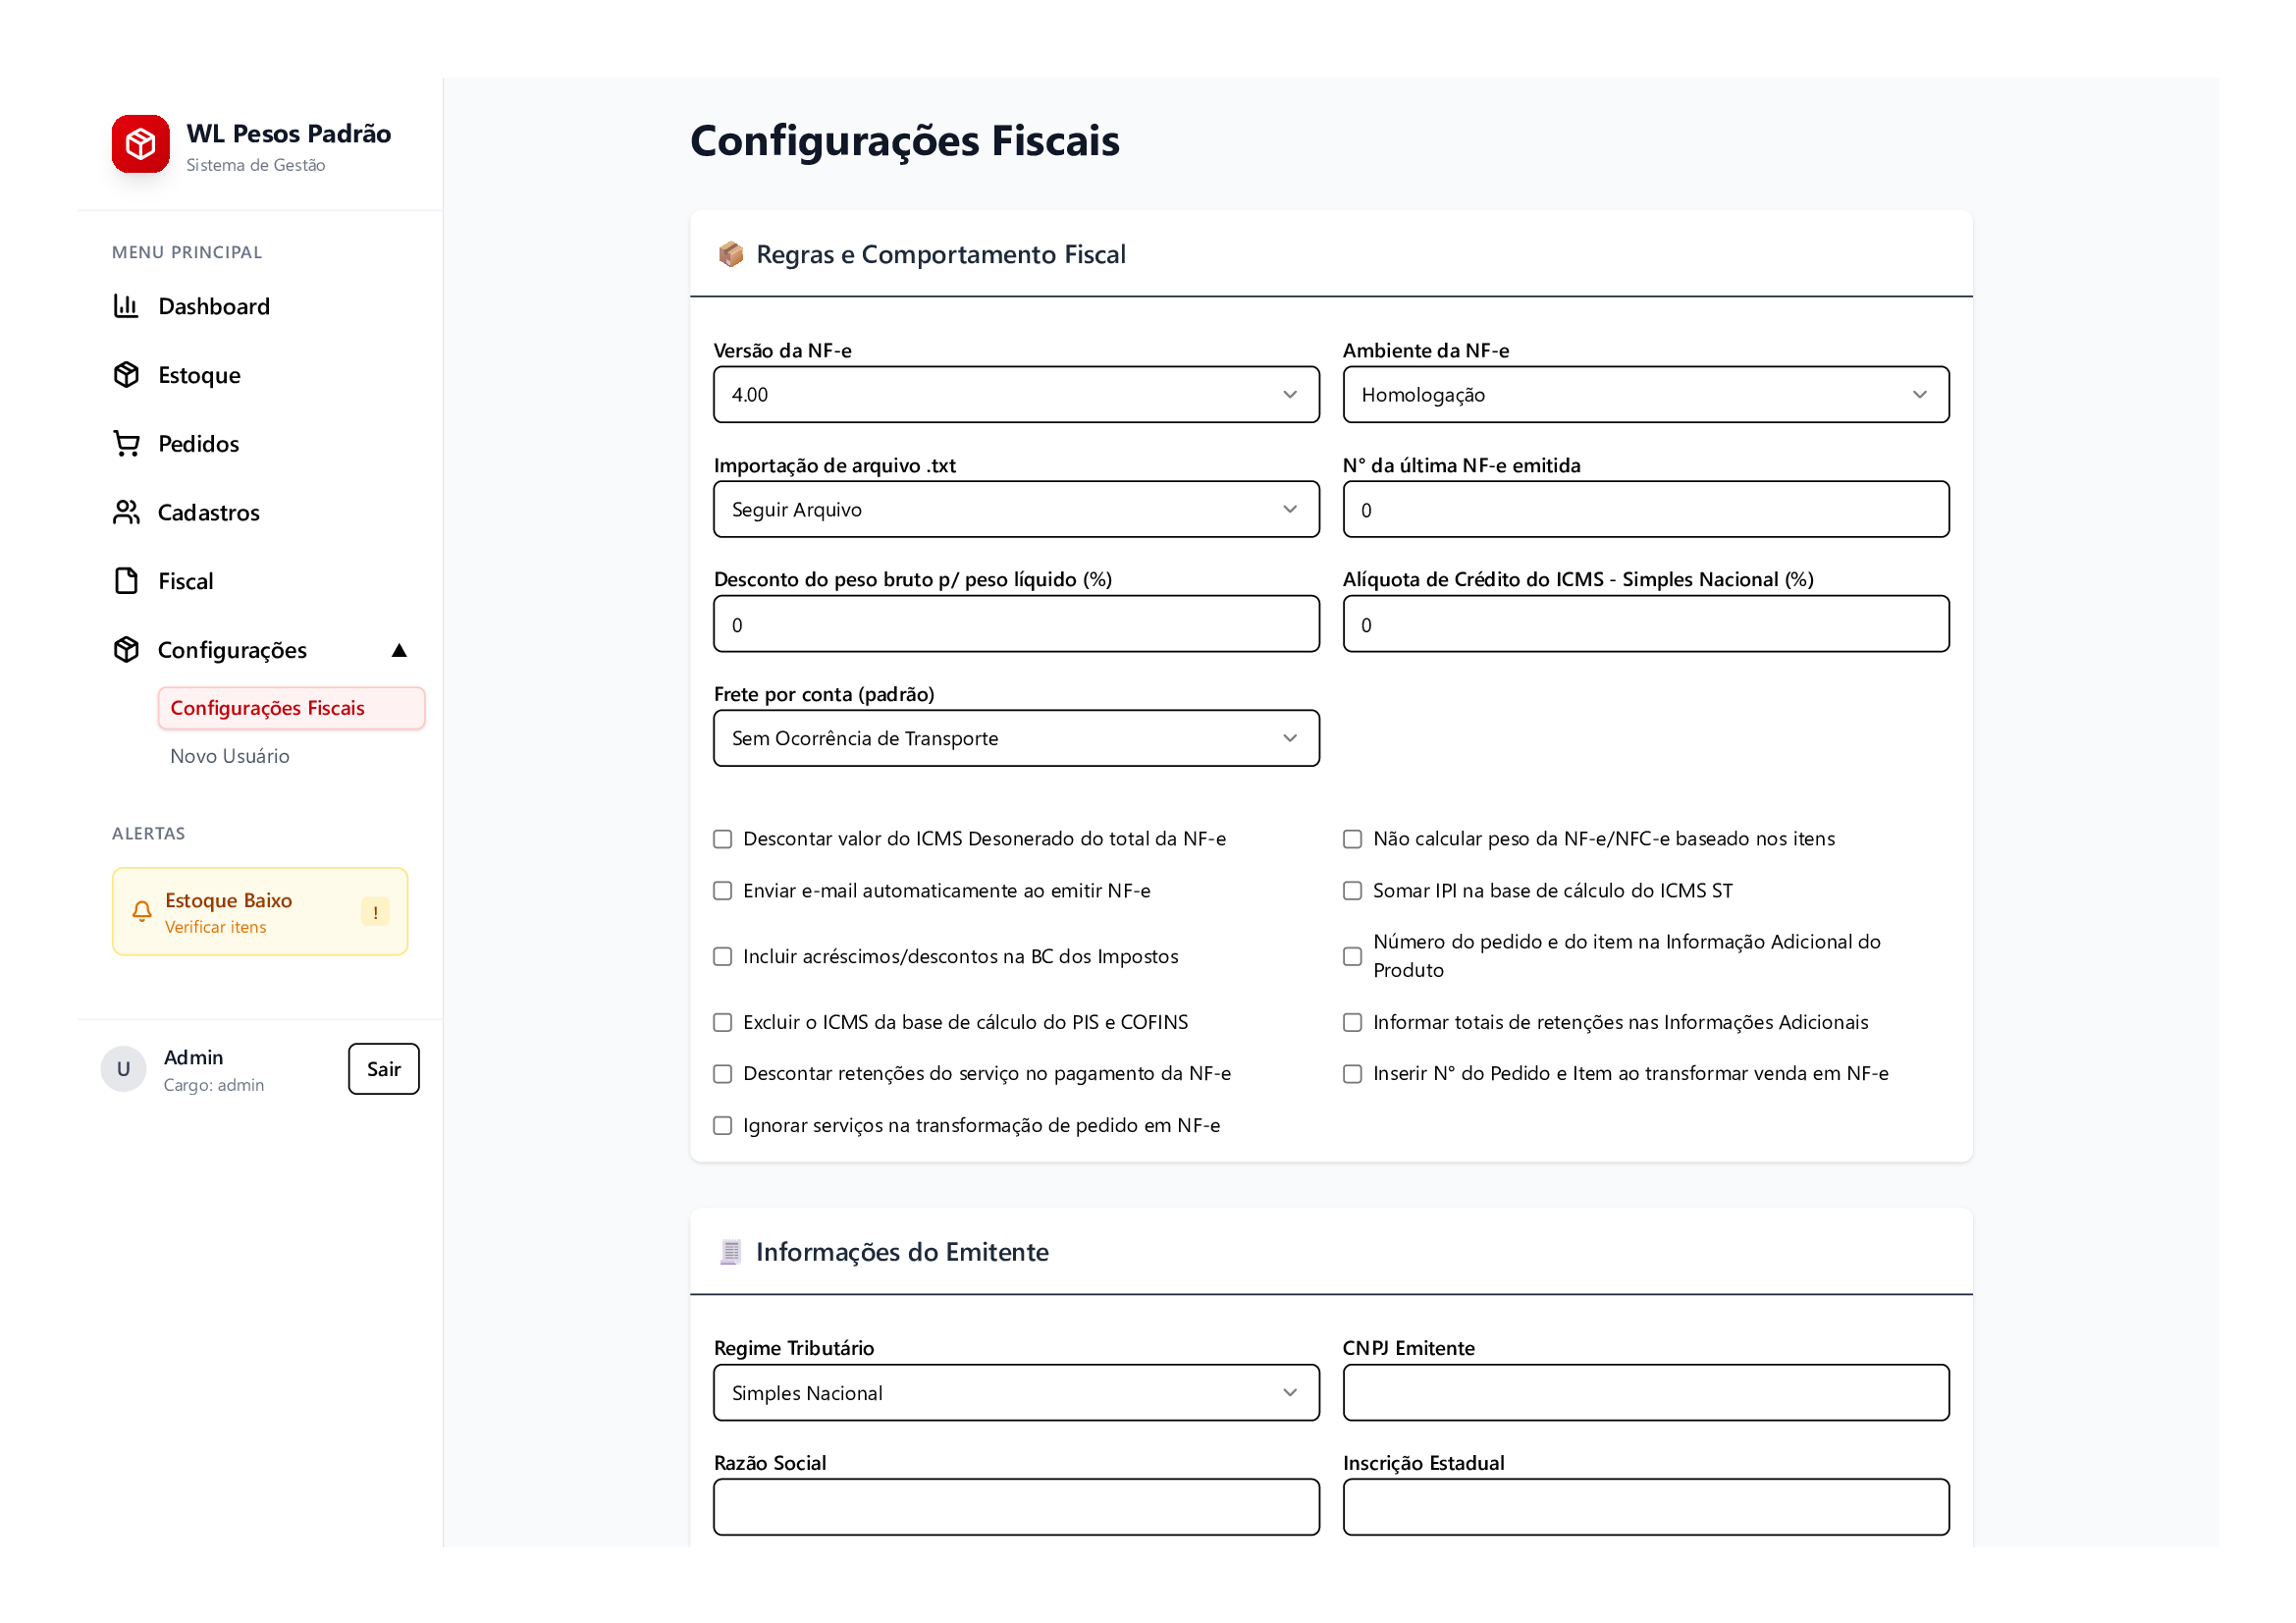 WL Pesos Padrão
Sistema de Gestão
MENU PRINCIPAL
Dashboard
Estoque
Pedidos
Cadastros
Fiscal
Configurações ▲
Configurações Fiscais
Novo Usuário
ALERTAS
Estoque Baixo
Verificar itens
!
U
Admin
Cargo: admin
Sair
Configurações Fiscais
Regras e Comportamento Fiscal
Versão da NF-e
4.00
Ambiente da NF-e
Homologação
Importação de arquivo .txt
Seguir Arquivo
N° da última NF-e emitida
0
Desconto do peso bruto p/ peso líquido (%)
0
Alíquota de Crédito do ICMS - Simples Nacional (%)
0
Frete por conta (padrão)
Sem Ocorrência de Transporte
Descontar valor do ICMS Desonerado do total da NF-e
Não calcular peso da NF-e/NFC-e baseado nos itens
Enviar e-mail automaticamente ao emitir NF-e
Somar IPI na base de cálculo do ICMS ST
Incluir acréscimos/descontos na BC dos Impostos
Número do pedido e do item na Informação Adicional do
Produto
Excluir o ICMS da base de cálculo do PIS e COFINS
Informar totais de retenções nas Informações Adicionais
Descontar retenções do serviço no pagamento da NF-e
Inserir N° do Pedido e Item ao transformar venda em NF-e
Ignorar serviços na transformação de pedido em NF-e
Informações do Emitente
Regime Tributário
Simples Nacional
CNPJ Emitente
Razão Social
Inscrição Estadual